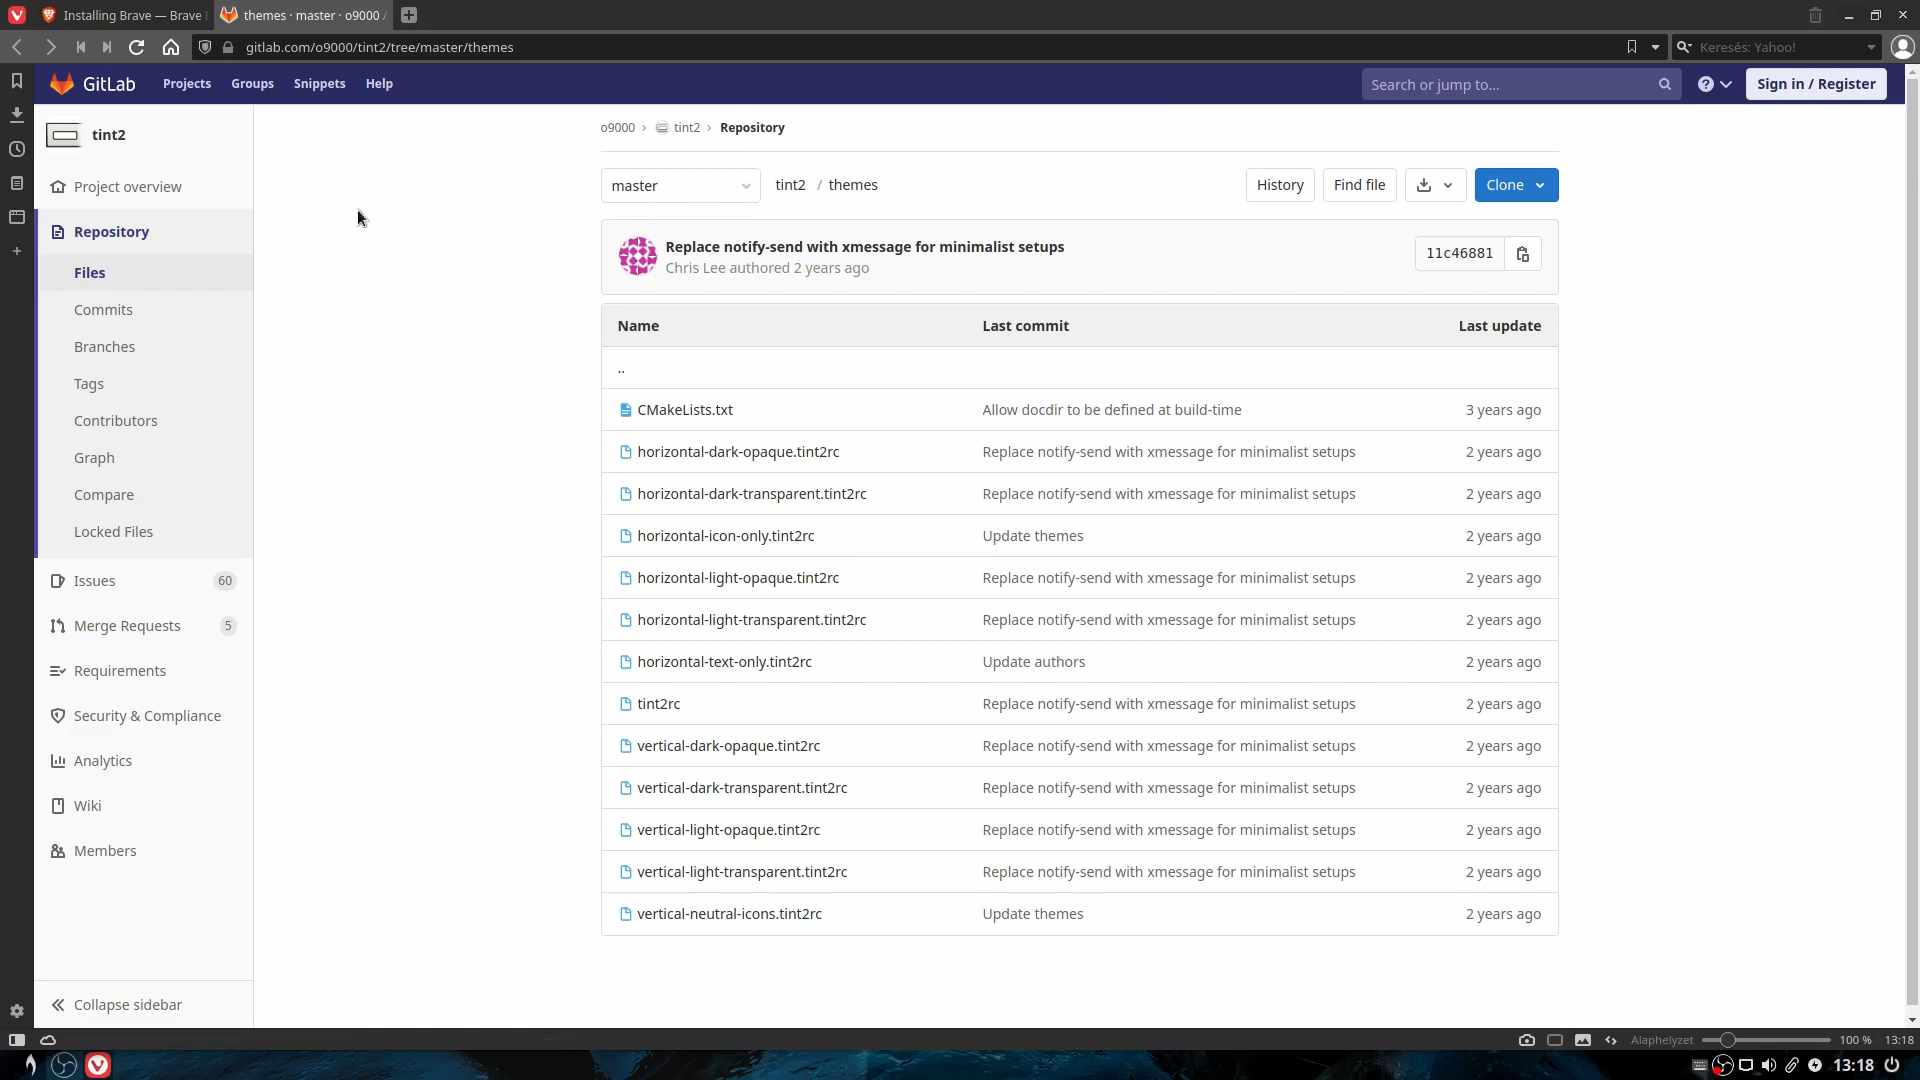 Installing Brave — Brave
themes · master · o9000 /
gitlab.com/o9000/tint2/tree/master/themes
Keresés: Yahoo!
GitLab
Projects
Groups
Snippets
Help
Search or jump to...
Sign in / Register
tint2
Project overview
Repository
Files
Commits
Branches
Tags
Contributors
Graph
Compare
Locked Files
Issues 60
Merge Requests 5
Requirements
Security & Compliance
Analytics
Wiki
Members
Collapse sidebar
o9000 › tint2 › Repository
master
tint2 / themes
History
Find file
Clone
Replace notify-send with xmessage for minimalist setups
Chris Lee authored 2 years ago
11c46881
Name Last commit Last update
..
CMakeLists.txt Allow docdir to be defined at build-time 3 years ago
horizontal-dark-opaque.tint2rc Replace notify-send with xmessage for minimalist setups 2 years ago
horizontal-dark-transparent.tint2rc Replace notify-send with xmessage for minimalist setups 2 years ago
horizontal-icon-only.tint2rc Update themes 2 years ago
horizontal-light-opaque.tint2rc Replace notify-send with xmessage for minimalist setups 2 years ago
horizontal-light-transparent.tint2rc Replace notify-send with xmessage for minimalist setups 2 years ago
horizontal-text-only.tint2rc Update authors 2 years ago
tint2rc Replace notify-send with xmessage for minimalist setups 2 years ago
vertical-dark-opaque.tint2rc Replace notify-send with xmessage for minimalist setups 2 years ago
vertical-dark-transparent.tint2rc Replace notify-send with xmessage for minimalist setups 2 years ago
vertical-light-opaque.tint2rc Replace notify-send with xmessage for minimalist setups 2 years ago
vertical-light-transparent.tint2rc Replace notify-send with xmessage for minimalist setups 2 years ago
vertical-neutral-icons.tint2rc Update themes 2 years ago
Alaphelyzet 100 % 13:18
13:18